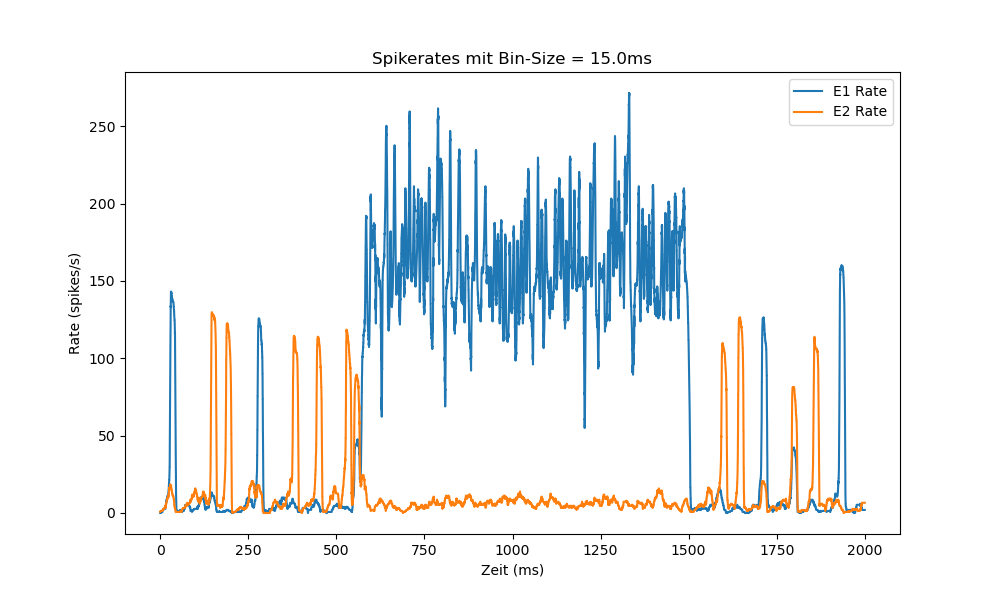 Spikerates mit Bin-Size = 15.0ms
E1 Rate
E2 Rate
Rate (spikes/s)
250
200
150
100
50
0
0 250 500 750 1000 1250 1500 1750 2000
Zeit (ms)